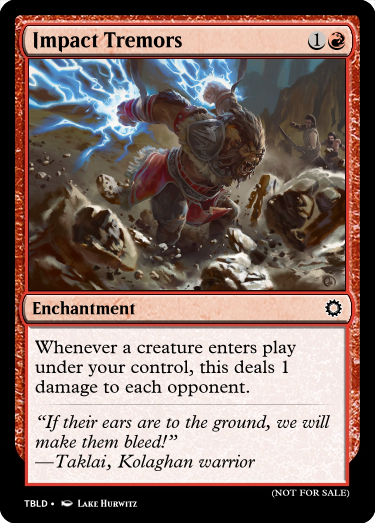 Impact Tremors 1
Enchantment
Whenever a creature enters play
under your control, this deals 1
damage to each opponent.
“If their ears are to the ground, we will
make them bleed!”
—Taklai, Kolaghan warrior
(NOT FOR SALE)
TBLD • Lake Hurwitz